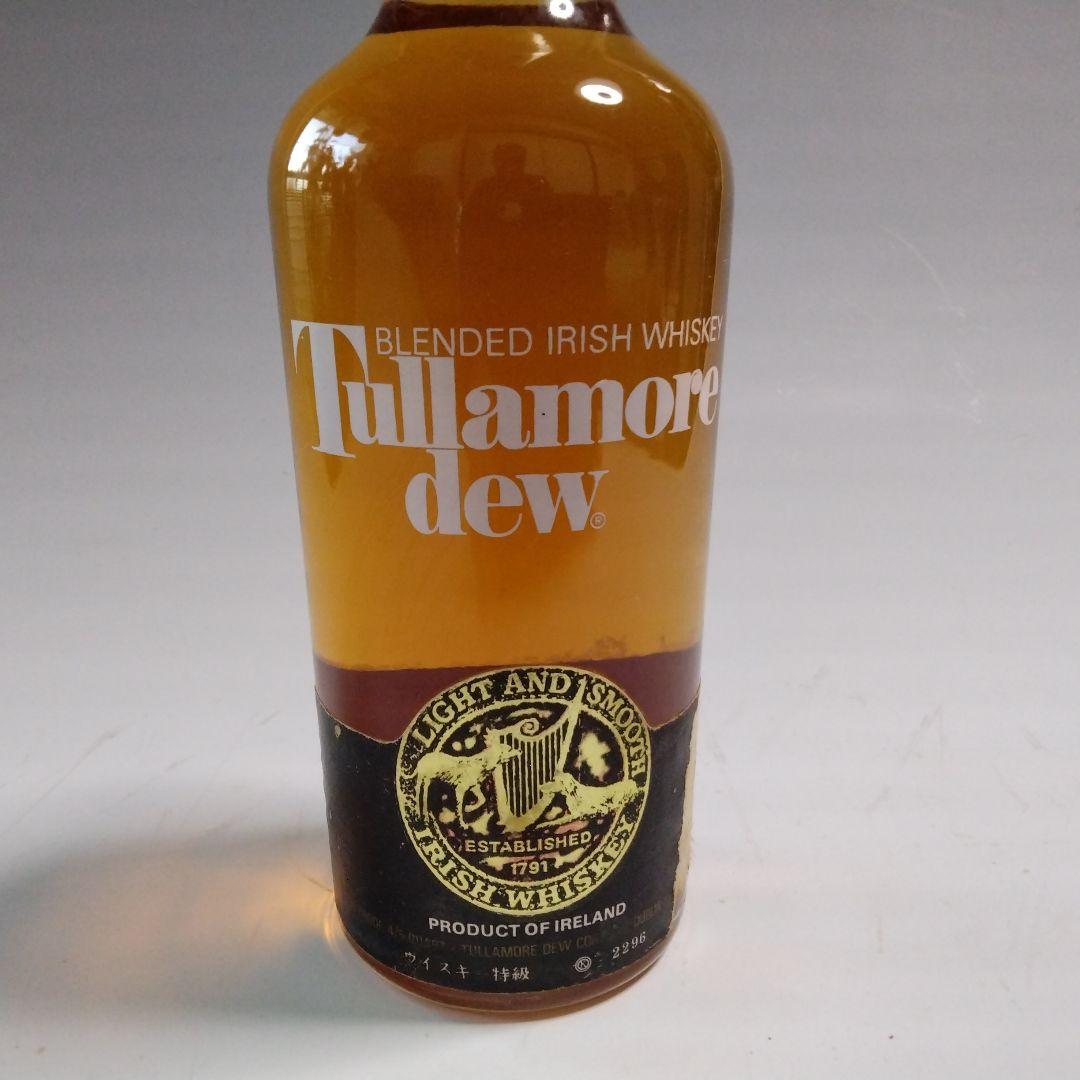 BLENDED IRISH WHISKEY
Tullamore
dew®
LIGHT AND SMOOTH
ESTABLISHED
1791
IRISH WHISKEY
PRODUCT OF IRELAND
4/5 QUART · TULLAMORE DEW CO DUBLIN
ウイスキー 特級 Ⓚ 2296